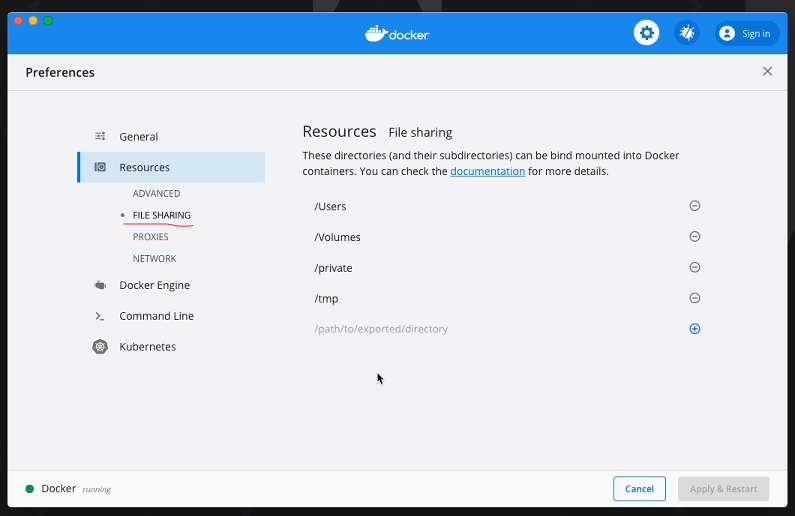 docker
Sign in
Preferences
General
Resources
ADVANCED
FILE SHARING
PROXIES
NETWORK
Docker Engine
Command Line
Kubernetes
Resources File sharing
These directories (and their subdirectories) can be bind mounted into Docker
containers. You can check the documentation for more details.
/Users
/Volumes
/private
/tmp
/path/to/exported/directory
Docker running
Cancel
Apply & Restart